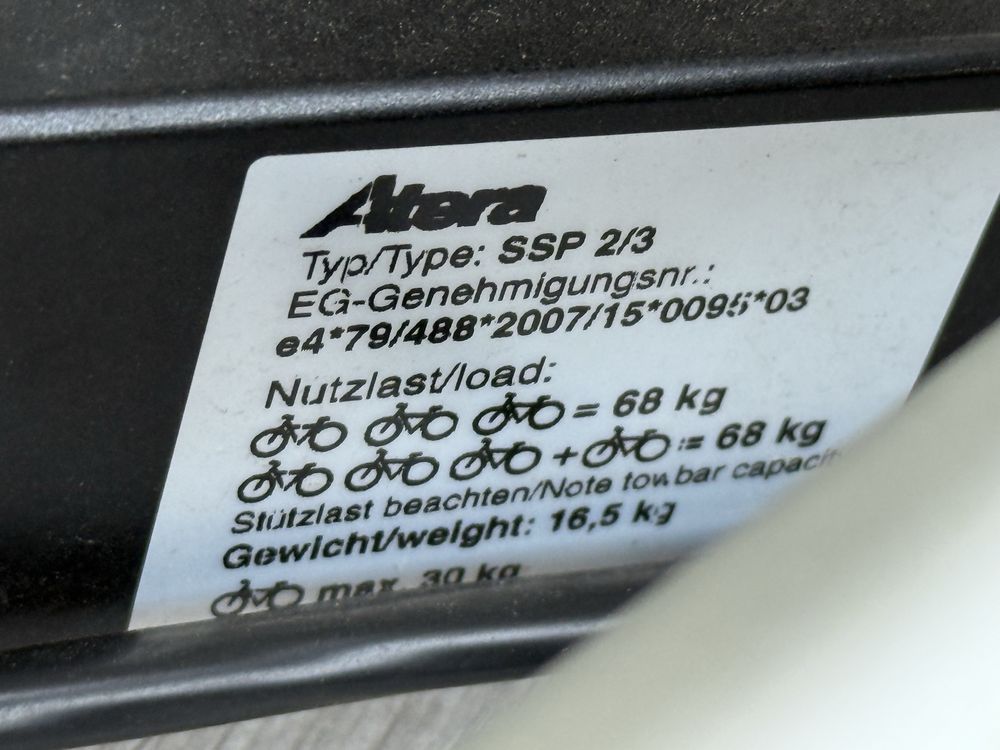 Atera
Typ/Type: SSP 2/3
EG-Genehmigungsnr.:
e4*79/488*2007/15*0095*03
Nutzlast/load:
= 68 kg
+ = 68 kg
Stützlast beachten/Note towbar
Gewicht/weight: 16,5 kg
max. 30 kg